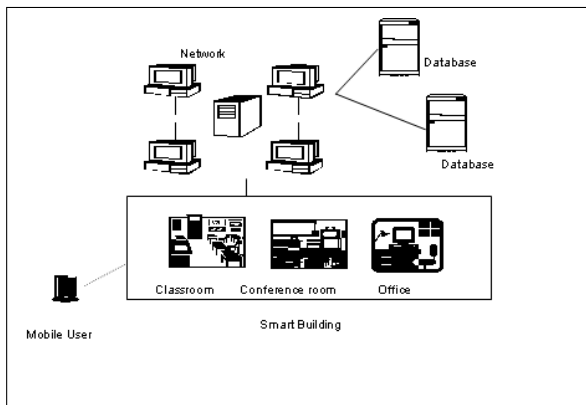 Network
Database
Database
Classroom
Conference room
Office
Mobile User
Smart Building